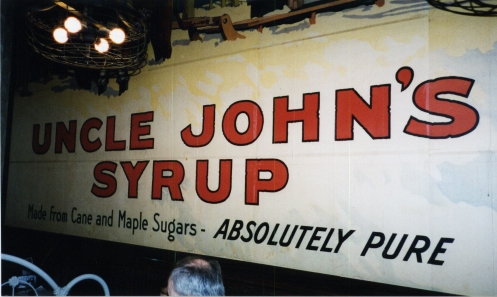 UNCLE JOHN'S
SYRUP
Made from Cane and Maple Sugars - ABSOLUTELY PURE